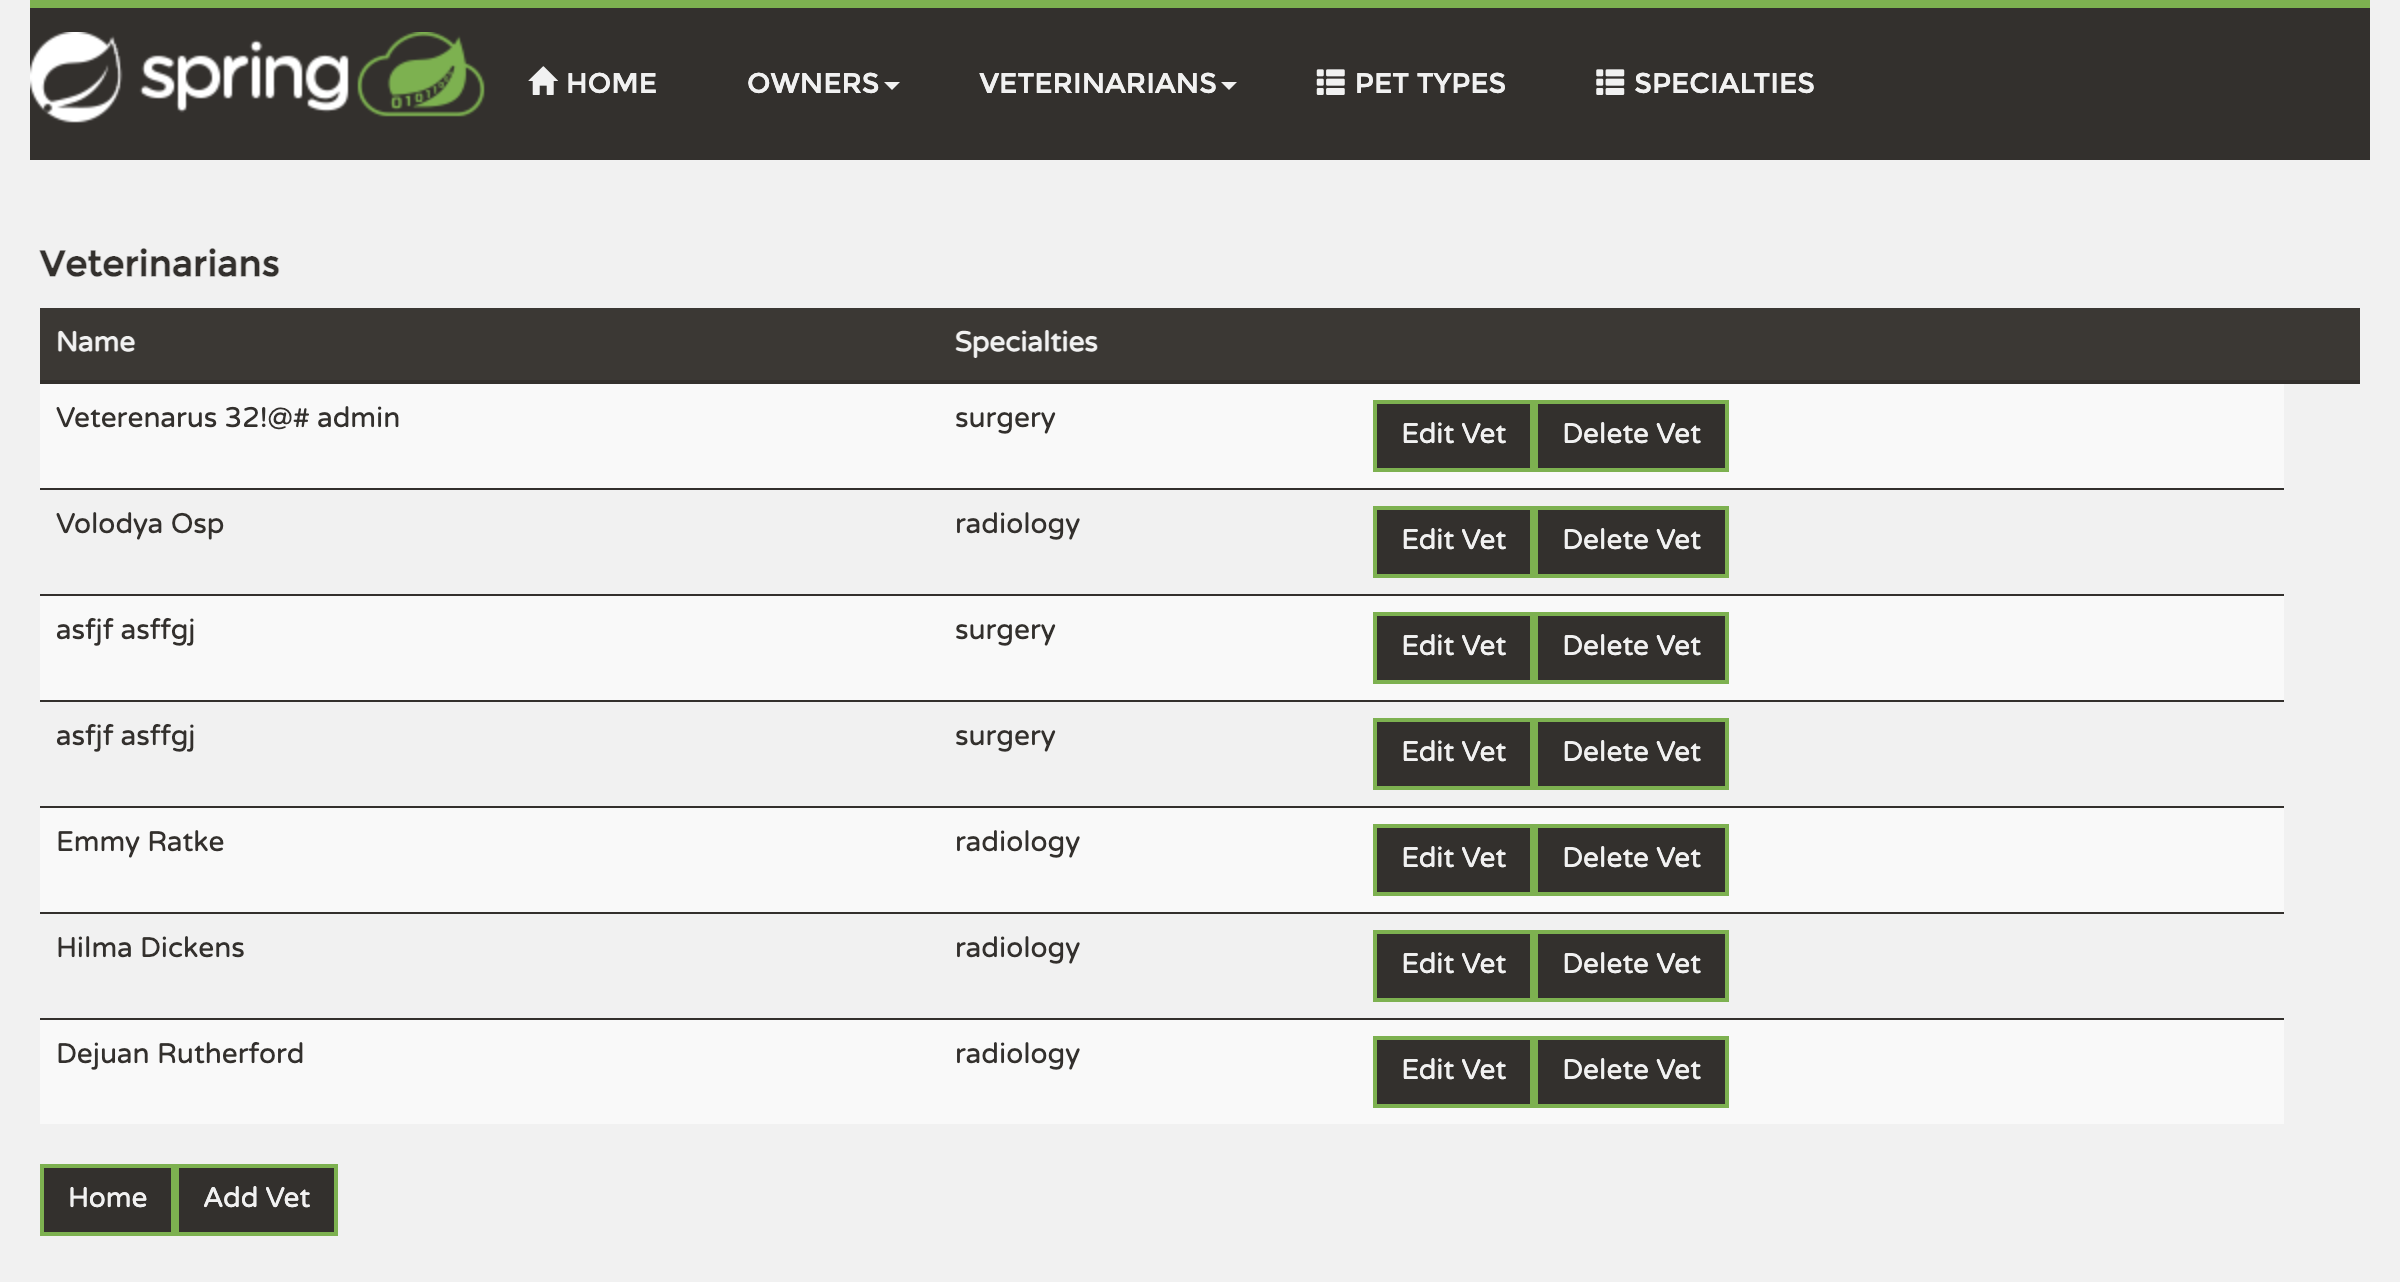 spring HOME OWNERS VETERINARIANS PET TYPES SPECIALTIES
Veterinarians
Name Specialties
Veterenarus 32!@# admin surgery Edit Vet Delete Vet
Volodya Osp radiology Edit Vet Delete Vet
asfjf asffgj surgery Edit Vet Delete Vet
asfjf asffgj surgery Edit Vet Delete Vet
Emmy Ratke radiology Edit Vet Delete Vet
Hilma Dickens radiology Edit Vet Delete Vet
Dejuan Rutherford radiology Edit Vet Delete Vet
Home Add Vet